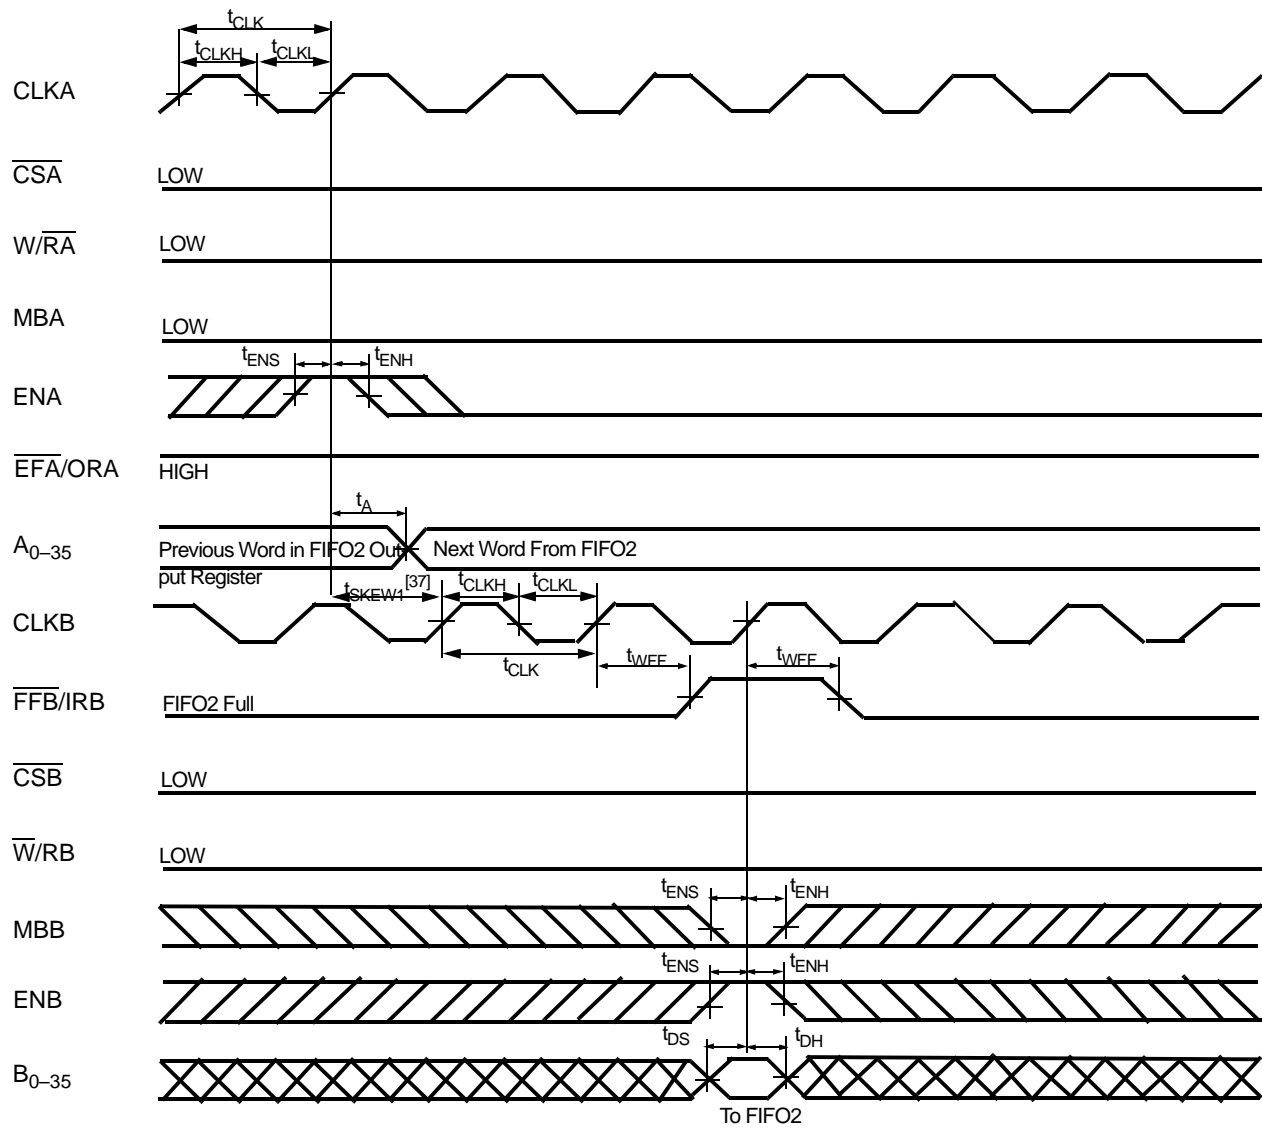 tCLK
tCLKH tCLKL
CLKA
CSA LOW
W/RA LOW
MBA LOW
tENS tENH
ENA
EFA/ORA HIGH
tA
A0–35 Previous Word in FIFO2 Out- Next Word From FIFO2
put Register
tSKEW1[37] tCLKH tCLKL
CLKB
tCLK tWFF tWFF
FFB/IRB FIFO2 Full
CSB LOW
W/RB LOW
tENS tENH
MBB
tENS tENH
ENB
tDS tDH
B0–35
To FIFO2